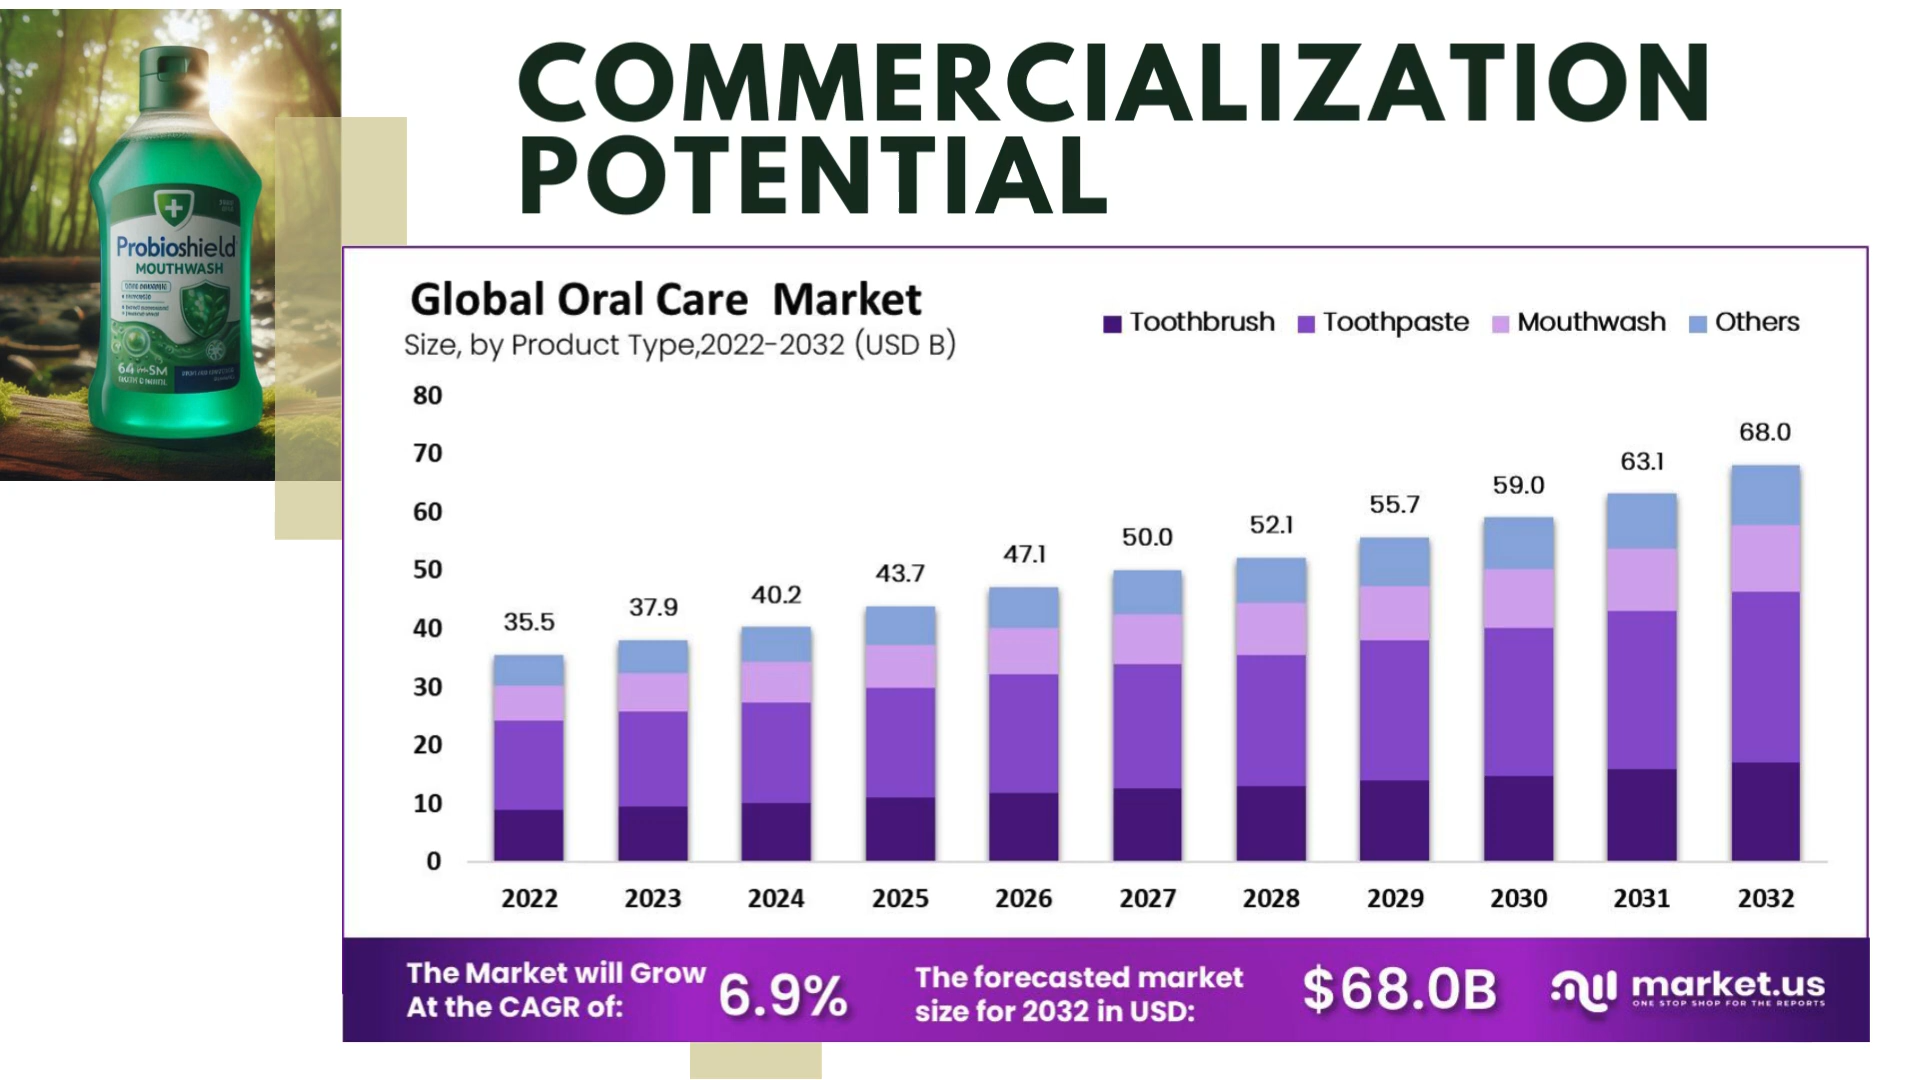 COMMERCIALIZATION
POTENTIAL
Probioshield
MOUTHWASH
64
SM
Global Oral Care Market
Size, by Product Type,2022-2032 (USD B)
Toothbrush Toothpaste Mouthwash Others
80
70
60
50
40
30
20
10
0
35.5 37.9 40.2 43.7 47.1 50.0 52.1 55.7 59.0 63.1 68.0
2022 2023 2024 2025 2026 2027 2028 2029 2030 2031 2032
The Market will Grow
At the CAGR of:
6.9%
The forecasted market
size for 2032 in USD:
$68.0B
market.us
ONE STOP SHOP FOR THE REPORTS